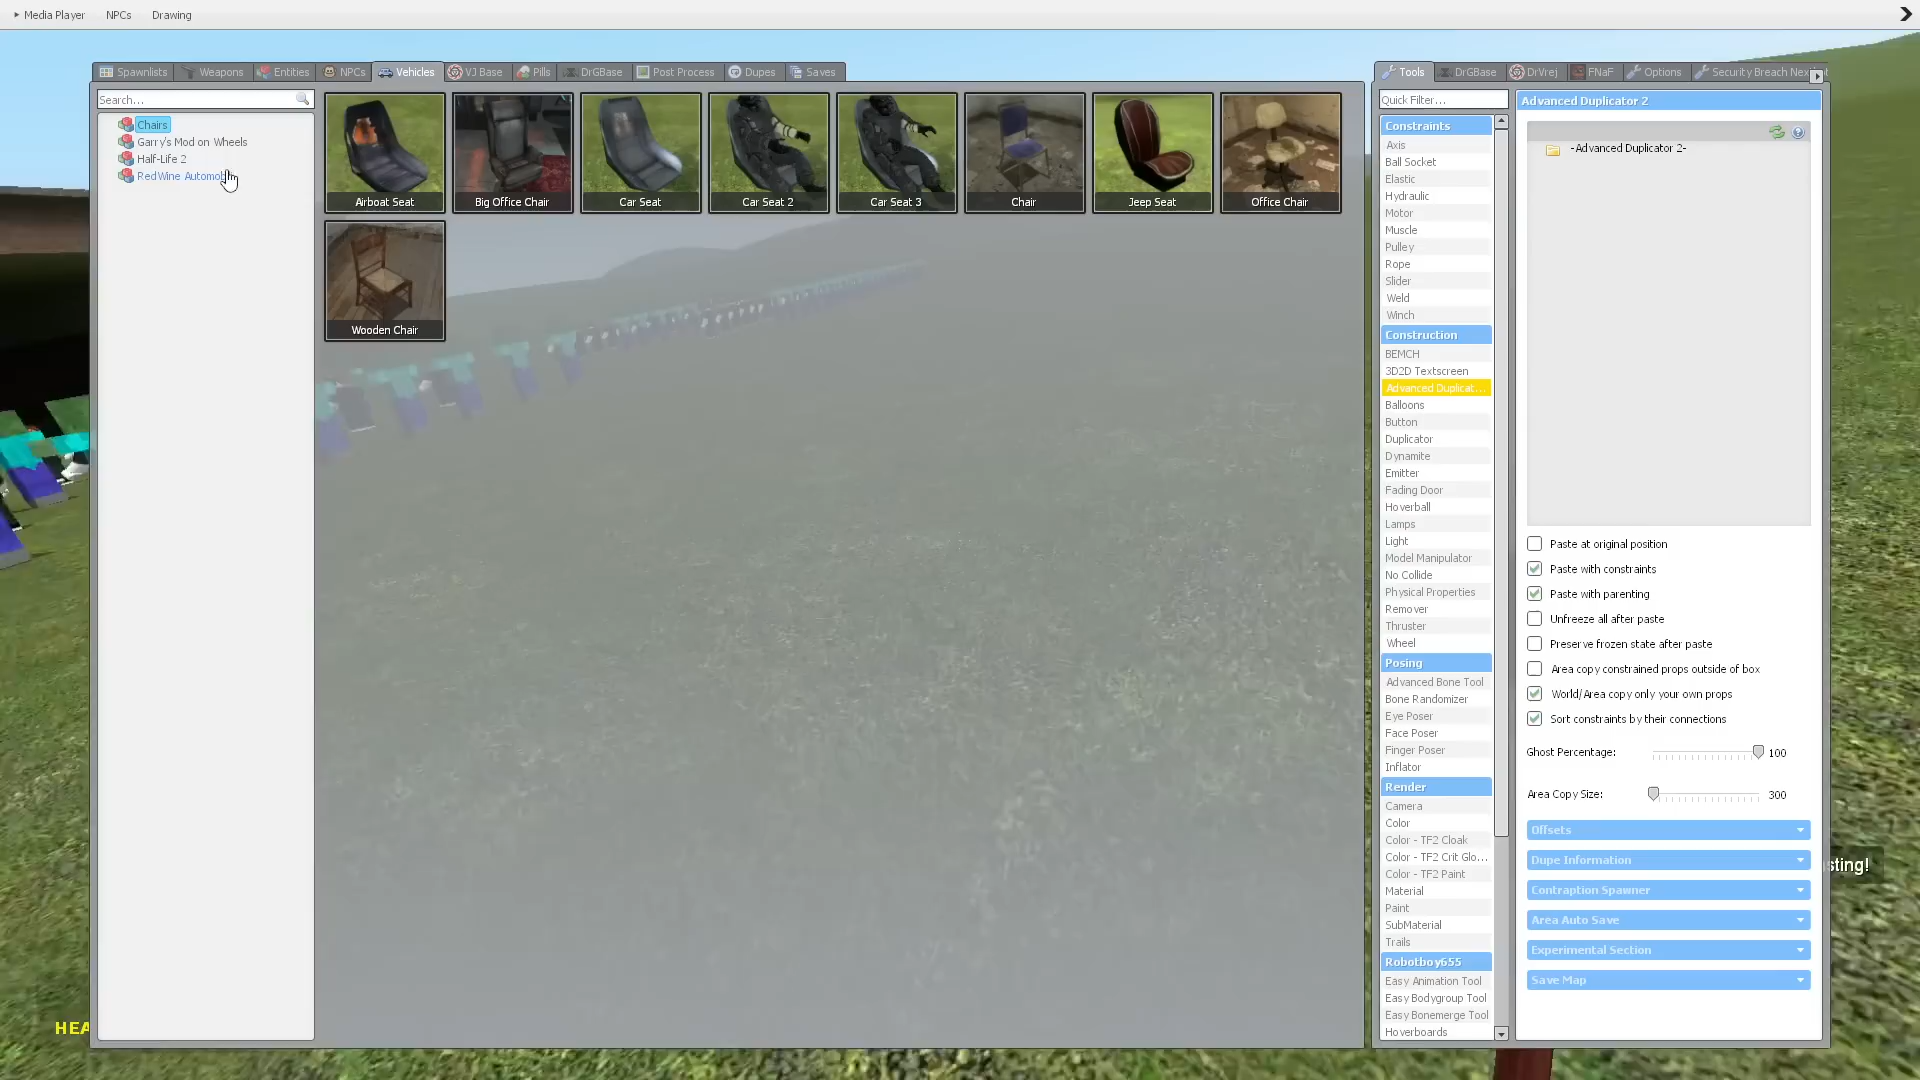 Media Player NPCs Drawing
Spawnlists Weapons Entities NPCs Vehicles VJ Base Pills DrGBase Post Process Dupes Saves
Search...
Chairs
Garry's Mod on Wheels
Half-Life 2
RedWine Automob
Airboat Seat
Big Office Chair
Car Seat
Car Seat 2
Car Seat 3
Chair
Jeep Seat
Office Chair
Wooden Chair
Tools DrGBase DrVrej FNaF Options Security Breach
Quick Filter...
Constraints
Axis
Ball Socket
Elastic
Hydraulic
Motor
Muscle
Pulley
Rope
Slider
Weld
Winch
Construction
BEMCH
3D2D Textscreen
Advanced Duplicat...
Balloons
Button
Duplicator
Dynamite
Emitter
Fading Door
Hoverball
Lamps
Light
Model Manipulator
No Collide
Physical Properties
Remover
Thruster
Wheel
Posing
Advanced Bone Tool
Bone Randomizer
Eye Poser
Face Poser
Finger Poser
Inflator
Render
Camera
Color
Color - TF2 Cloak
Color - TF2 Crit Glo...
Color - TF2 Paint
Material
Paint
SubMaterial
Trails
Robotboy655
Easy Animation Tool
Easy Bodygroup Tool
Easy Bonemerge Tool
Hoverboards
Advanced Duplicator 2
-Advanced Duplicator 2-
Paste at original position
Paste with constraints
Paste with parenting
Unfreeze all after paste
Preserve frozen state after paste
Area copy constrained props outside of box
World/Area copy only your own props
Sort constraints by their connections
Ghost Percentage: 100
Area Copy Size: 300
Offsets
Dupe Information
Contraption Spawner
Area Auto Save
Experimental Section
Save Map
sting!
HEA